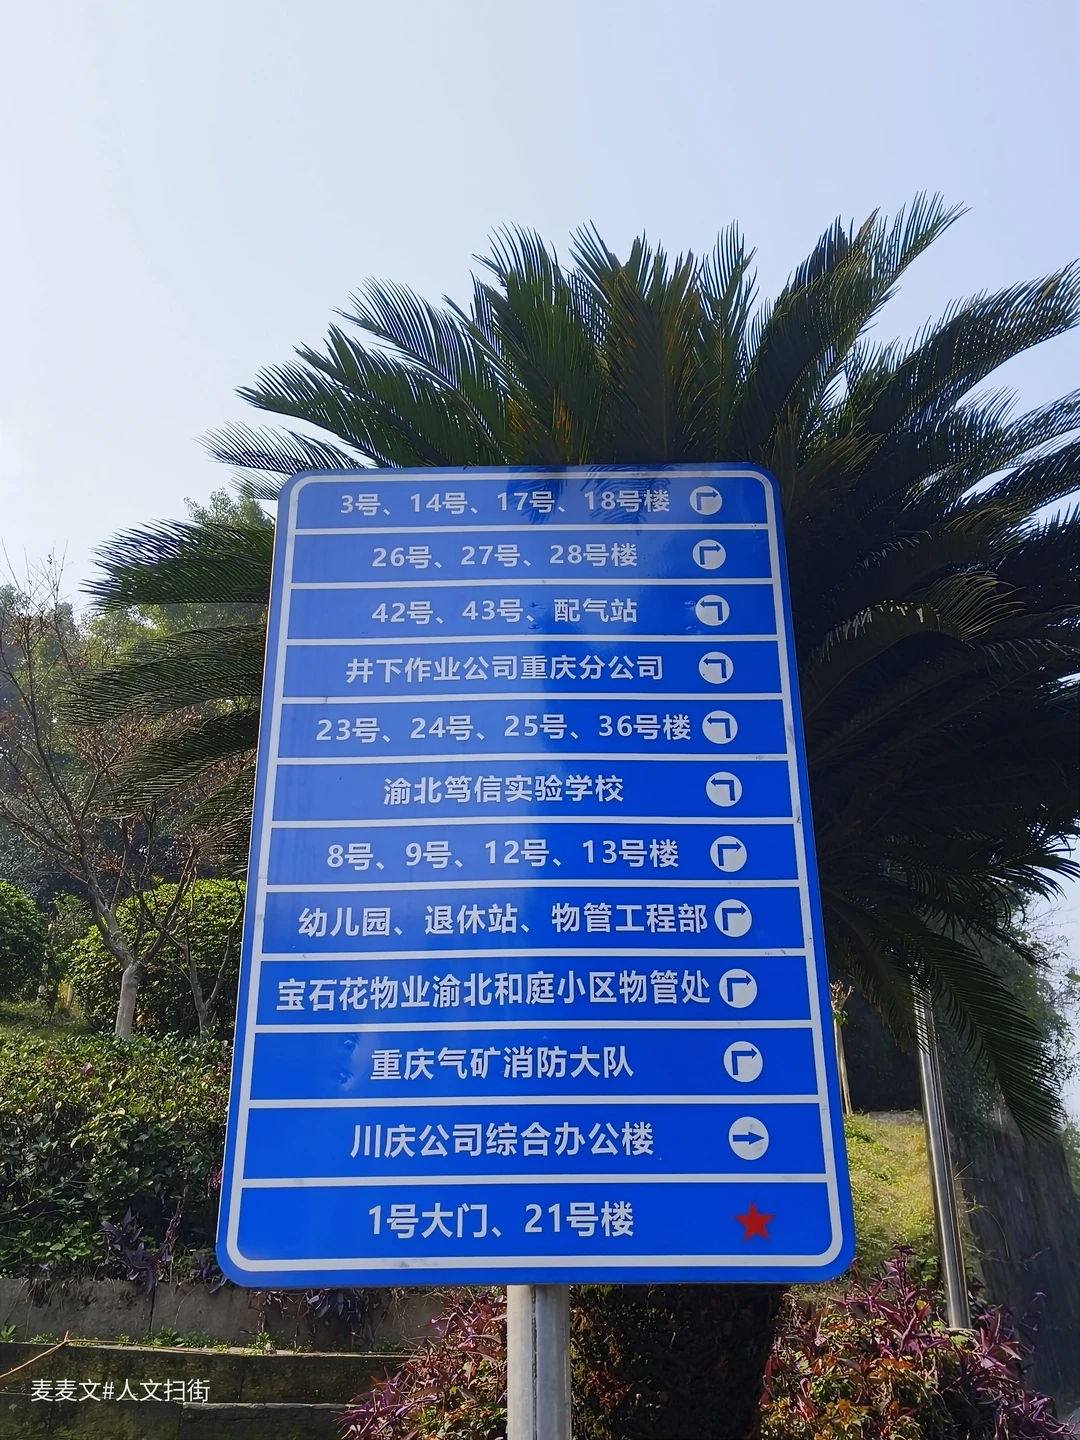 3号、14号、17号、18号楼
26号、27号、28号楼
42号、43号、配气站
井下作业公司重庆分公司
23号、24号、25号、36号楼
渝北笃信实验学校
8号、9号、12号、13号楼
幼儿园、退休站、物管工程部
宝石花物业渝北和庭小区物管处
重庆气矿消防大队
川庆公司综合办公楼
1号大门、21号楼
麦麦文#人文扫街